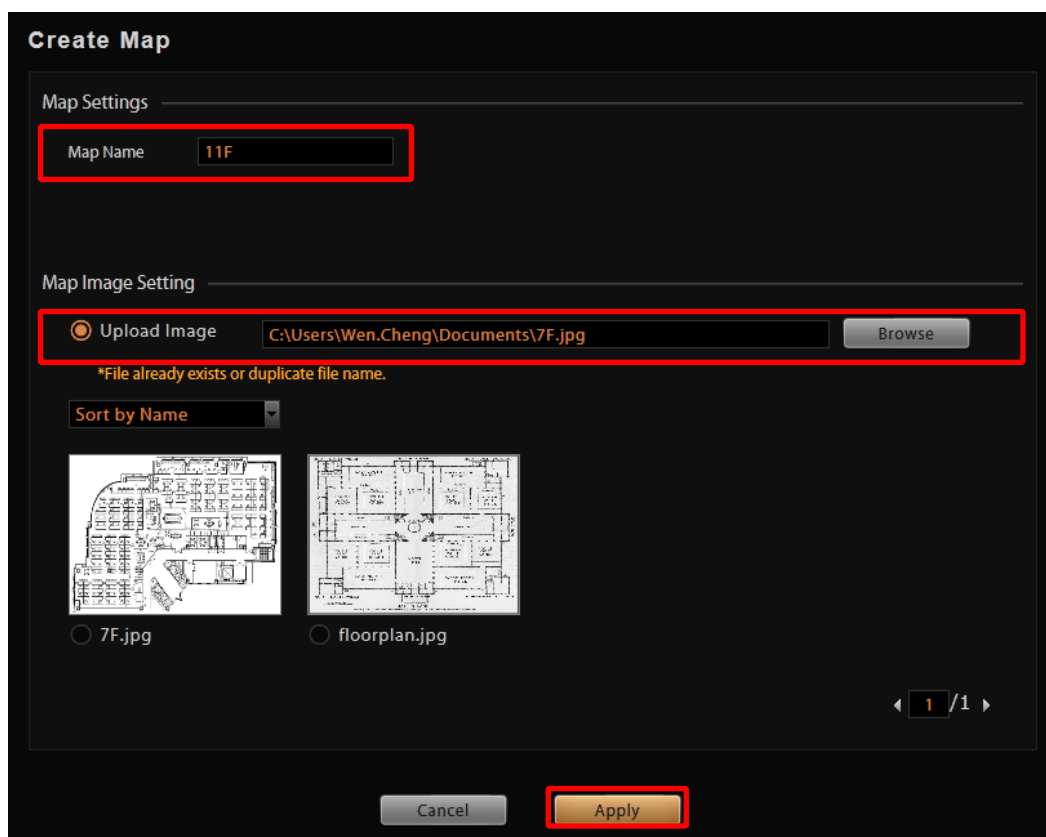 Create Map
Map Settings
Map Name 11F
Map Image Setting
Upload Image C:\Users\Wen.Cheng\Documents\7F.jpg Browse
*File already exists or duplicate file name.
Sort by Name
7F.jpg floorplan.jpg
1 /1
Cancel Apply